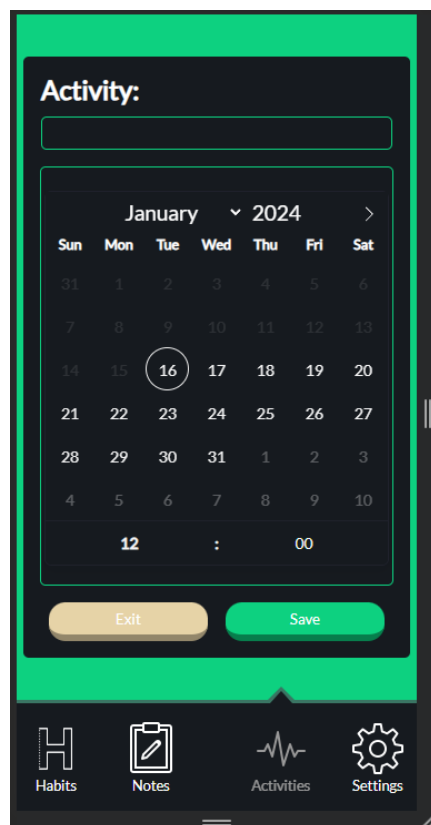 Activity:
January 2024
Sun Mon Tue Wed Thu Fri Sat
31 1 2 3 4 5 6
7 8 9 10 11 12 13
14 15 16 17 18 19 20
21 22 23 24 25 26 27
28 29 30 31 1 2 3
4 5 6 7 8 9 10
12 : 00
Exit Save
Habits Notes Activities Settings